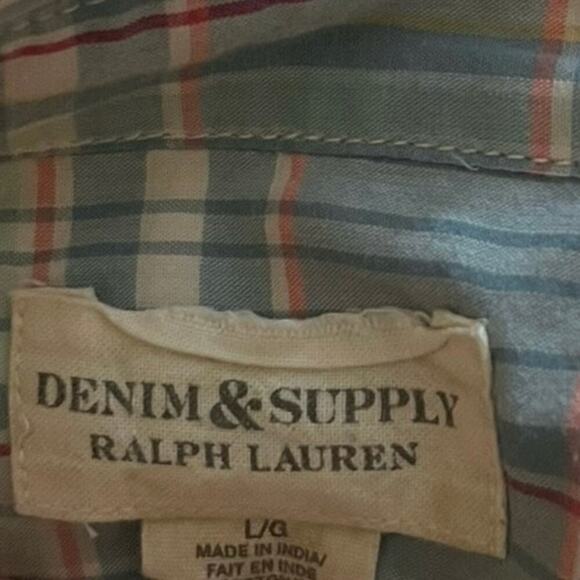 DENIM & SUPPLY
RALPH LAUREN
L/G
MADE IN INDIA/
FAIT EN INDE